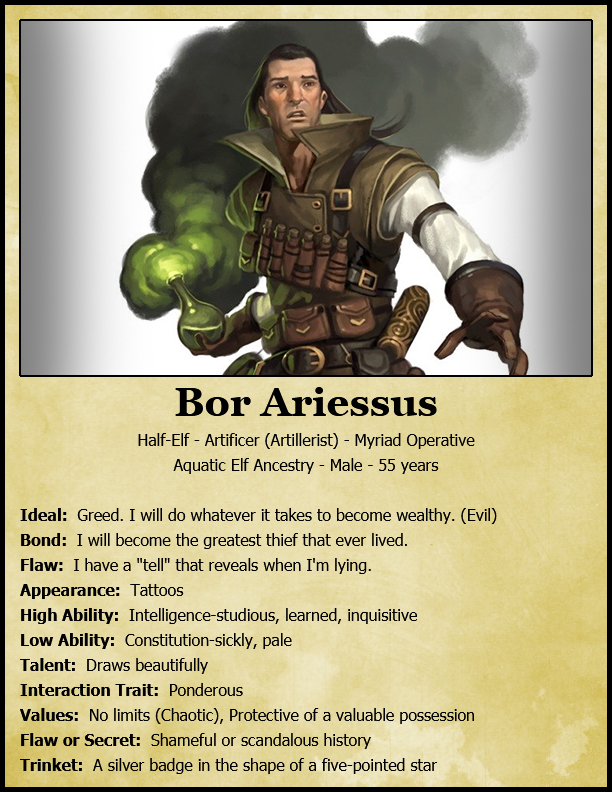 Bor Ariessus
Half-Elf - Artificer (Artillerist) - Myriad Operative
Aquatic Elf Ancestry - Male - 55 years
Ideal: Greed. I will do whatever it takes to become wealthy. (Evil)
Bond: I will become the greatest thief that ever lived.
Flaw: I have a "tell" that reveals when I'm lying.
Appearance: Tattoos
High Ability: Intelligence-studious, learned, inquisitive
Low Ability: Constitution-sickly, pale
Talent: Draws beautifully
Interaction Trait: Ponderous
Values: No limits (Chaotic), Protective of a valuable possession
Flaw or Secret: Shameful or scandalous history
Trinket: A silver badge in the shape of a five-pointed star